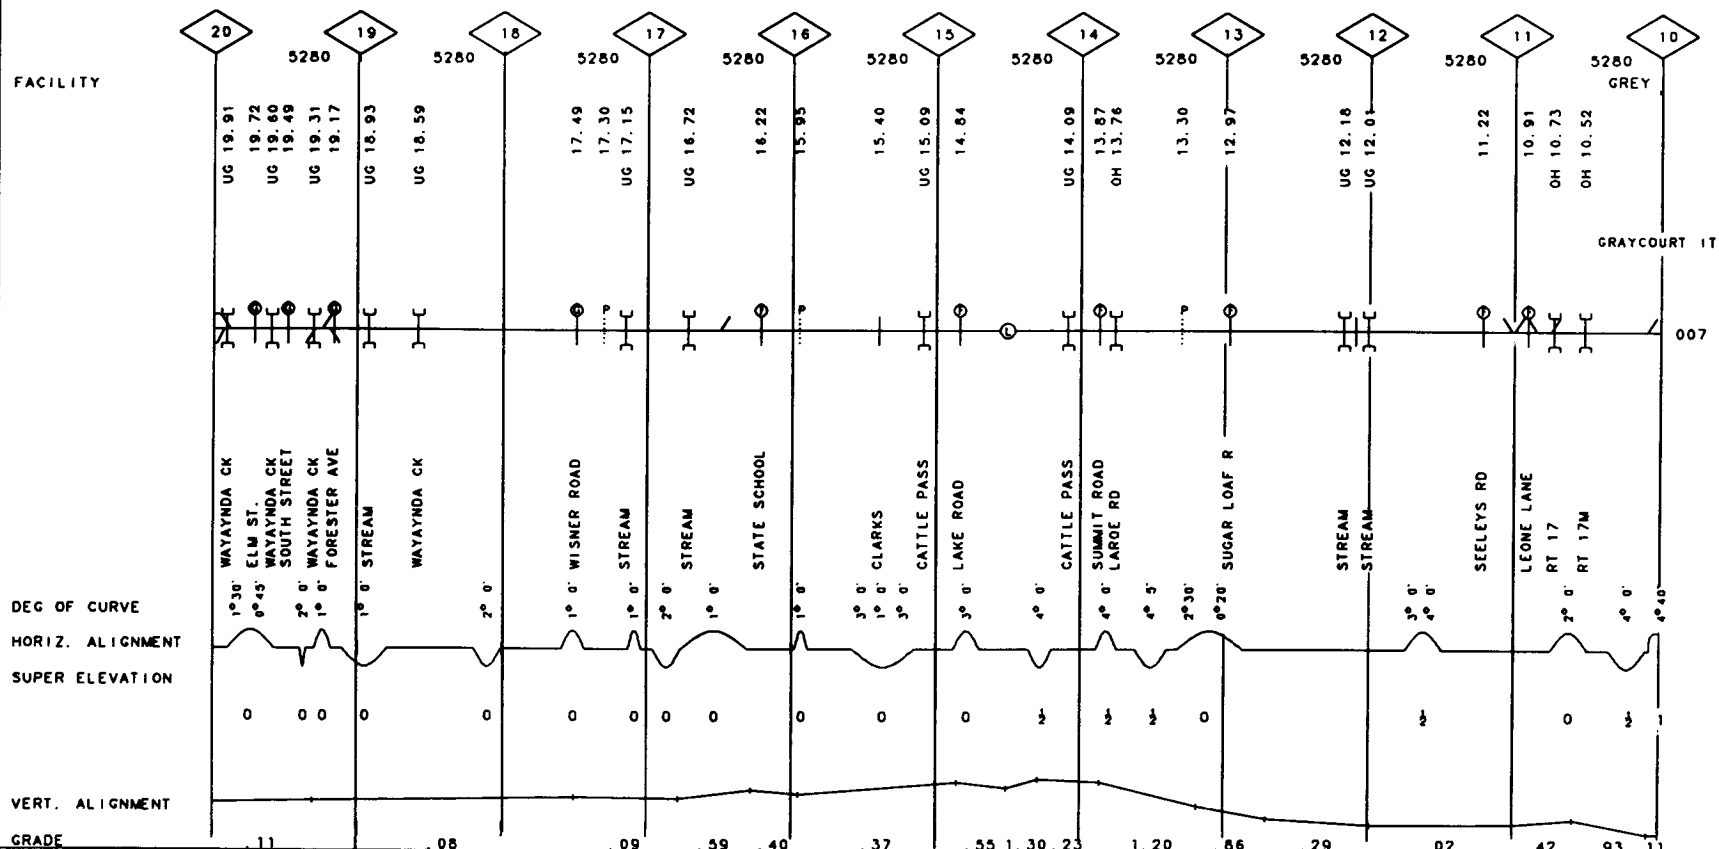 20 19 18 17 16 15 14 13 12 11 10
5280 5280 5280 5280 5280 5280 5280 5280 5280 5280
FACILITY GREY
UG 19.91
19.72
UG 19.60
19.49
UG 19.31
19.17
UG 18.93
UG 18.59
17.49
17.30
UG 17.15
UG 16.72
16.22
15.95
15.40
UG 15.09
14.84
UG 14.09
13.87
OH 13.76
13.30
12.97
UG 12.18
UG 12.01
11.22
10.91
OH 10.73
OH 10.52
GRAYCOURT IT
P P P P L P P P P P
007
WAYAYNDA CK
ELM ST.
WAYAYNDA CK
SOUTH STREET
WAYAYNDA CK
FORESTER AVE
STREAM
WAYAYNDA CK
WISNER ROAD
STREAM
STREAM
STATE SCHOOL
CLARKS
CATTLE PASS
LAKE ROAD
CATTLE PASS
SUMMIT ROAD
LAROE RD
SUGAR LOAF R
STREAM
STREAM
SEELEYS RD
LEONE LANE
RT 17
RT 17M
DEG OF CURVE 1°30' 0°45' 2° 0' 1° 0' 1° 0' 2° 0' 1° 0' 1° 0' 2° 0' 1° 0' 1° 0' 3° 0' 1° 0' 3° 0' 3° 0' 4° 0' 4° 0' 4° 5' 2°30' 0°20' 3° 0' 4° 0' 2° 0' 4° 0' 4°40'
HORIZ. ALIGNMENT
SUPER ELEVATION
0 0 0 0 0 0 0 0 0 0 0 0 ½ ½ ½ 0 ½ 0 ½ 1
VERT. ALIGNMENT
GRADE .11 .08 .09 .59 .40 .37 .55 1.30 .23 1.20 .86 .29 .02 .42 .93 .11